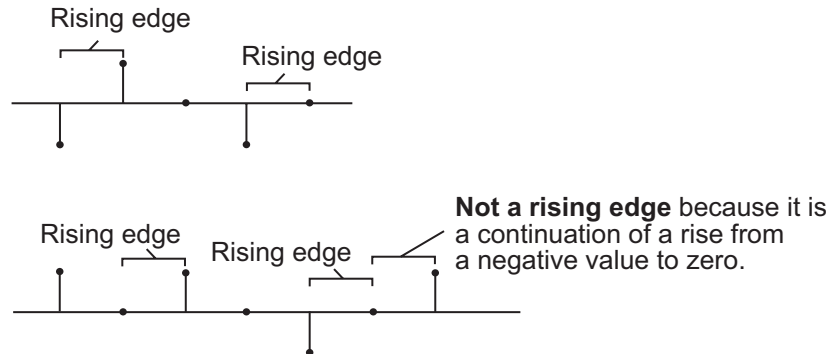 Rising edge
Rising edge
Not a rising edge because it is
a continuation of a rise from
a negative value to zero.
Rising edge
Rising edge